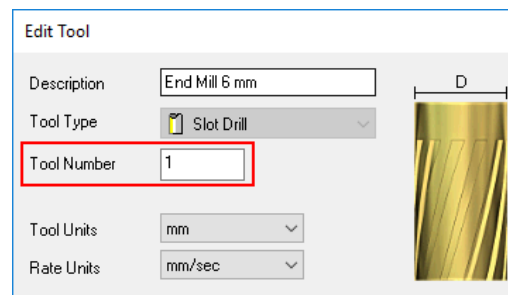 Edit Tool
Description End Mill 6 mm
D
Tool Type Slot Drill
Tool Number 1
Tool Units mm
Rate Units mm/sec